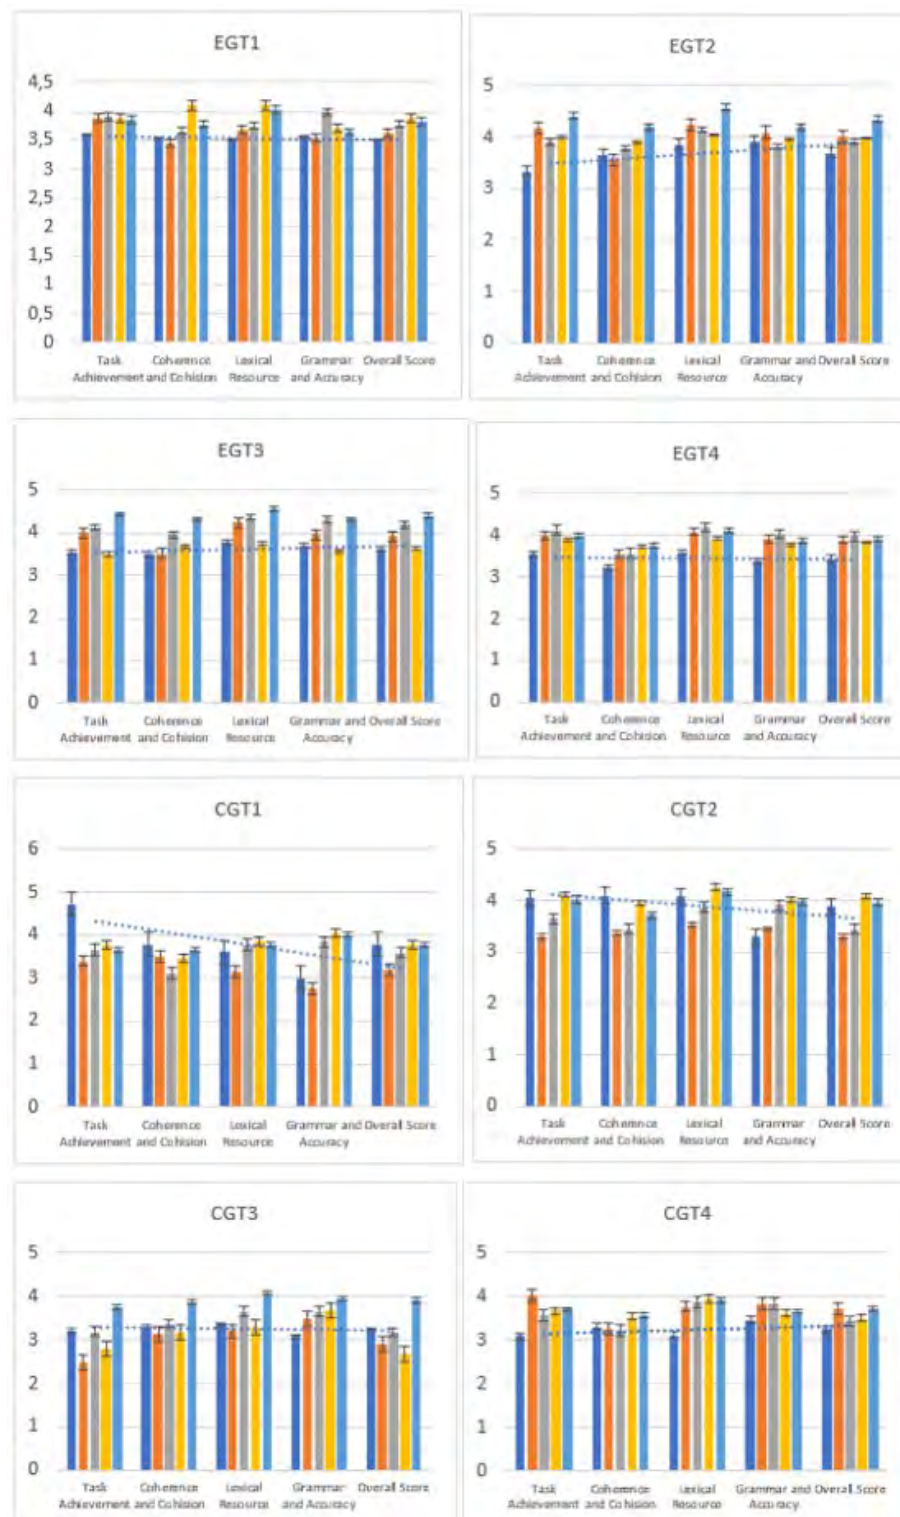 EGT1
4,5
4
3,5
3
2,5
2
1,5
1
0,5
0
Task Achievement
Coherence and Cohision
Lexical Resource
Grammar and Accuracy
Overall Score
EGT2
5
4
3
2
1
0
Task Achievement
Coherence and Cohision
Lexical Resource
Grammar and Accuracy
Overall Score
EGT3
5
4
3
2
1
0
Task Achievement
Coherence and Cohision
Lexical Resource
Grammar and Accuracy
Overall Score
EGT4
5
4
3
2
1
0
Task Achievement
Coherence and Cohision
Lexical Resource
Grammar and Accuracy
Overall Score
CGT1
6
5
4
3
2
1
0
Task Achievement
Coherence and Cohision
Lexical Resource
Grammar and Accuracy
Overall Score
CGT2
5
4
3
2
1
0
Task Achievement
Coherence and Cohision
Lexical Resource
Grammar and Accuracy
Overall Score
CGT3
5
4
3
2
1
0
Task Achievement
Coherence and Cohision
Lexical Resource
Grammar and Accuracy
Overall Score
CGT4
5
4
3
2
1
0
Task Achievement
Coherence and Cohision
Lexical Resource
Grammar and Accuracy
Overall Score